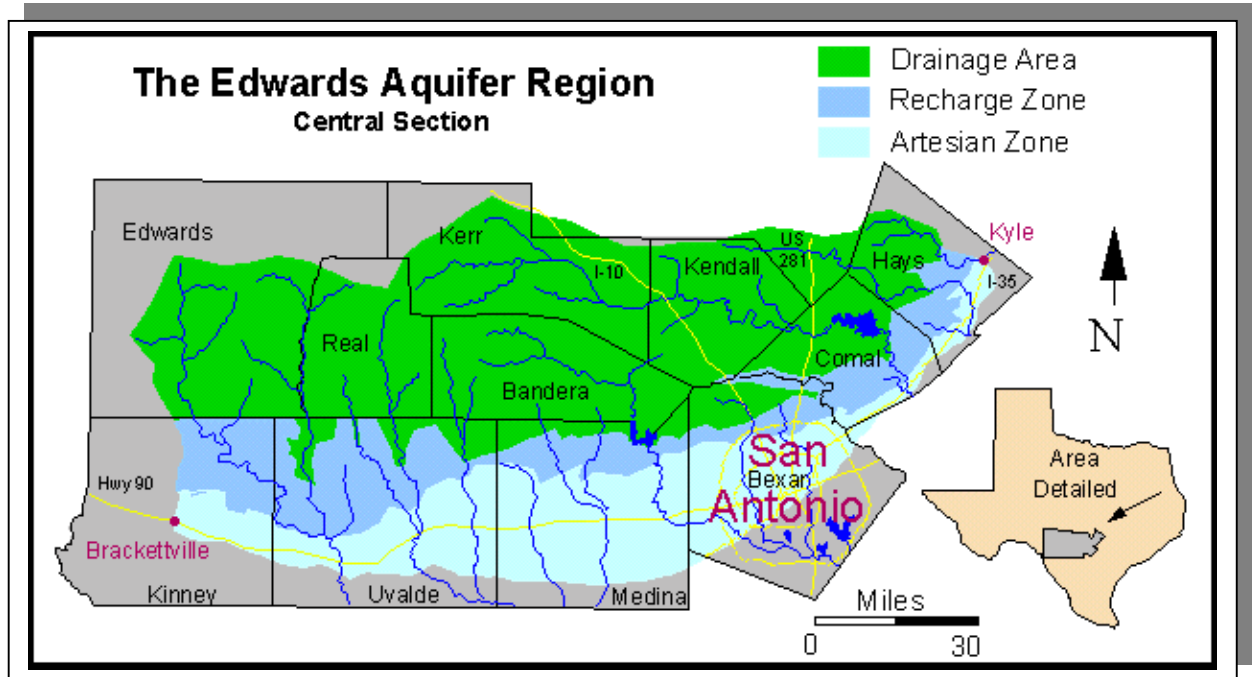 The Edwards Aquifer Region
Central Section
Drainage Area
Recharge Zone
Artesian Zone
Edwards
Kerr
I-10
Kendall
US
281
Hays
Kyle
I-35
N
Real
Bandera
Comal
San
Bexar
Antonio
Hwy 90
Brackettville
Kinney
Uvalde
Medina
Area
Detailed
Miles
0
30